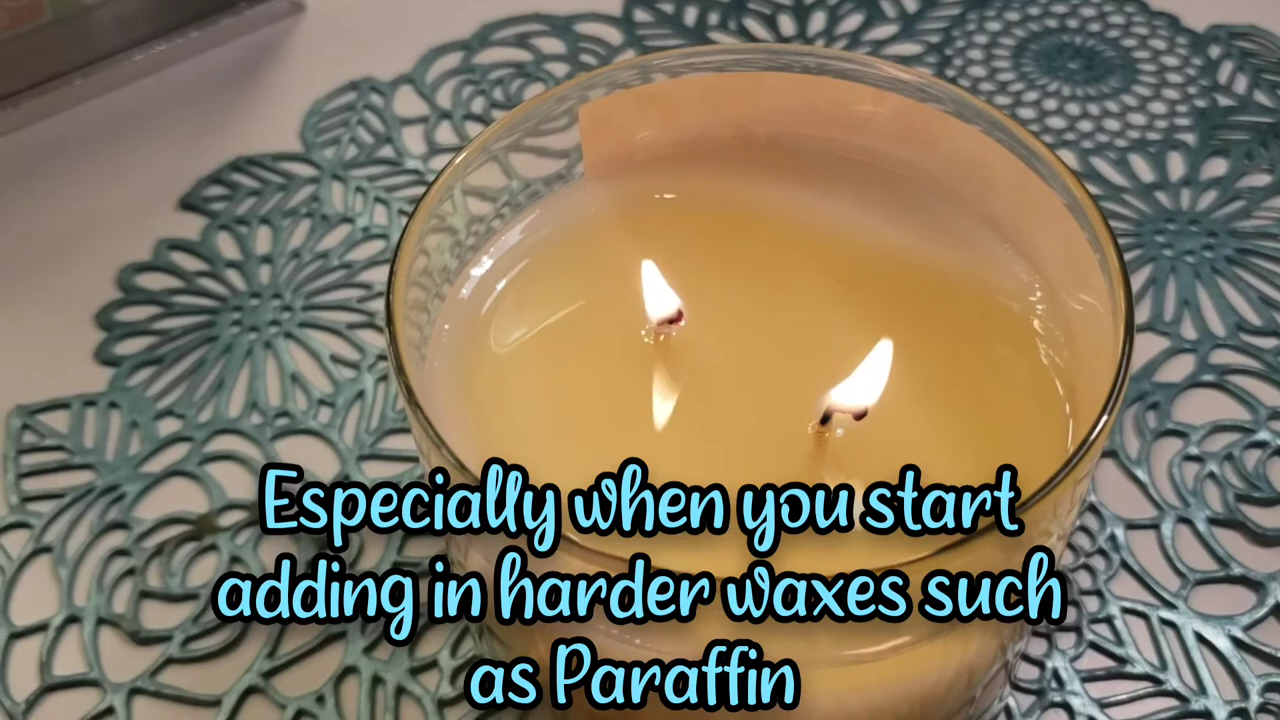 Especially when you start
adding in harder waxes such
as Paraffin